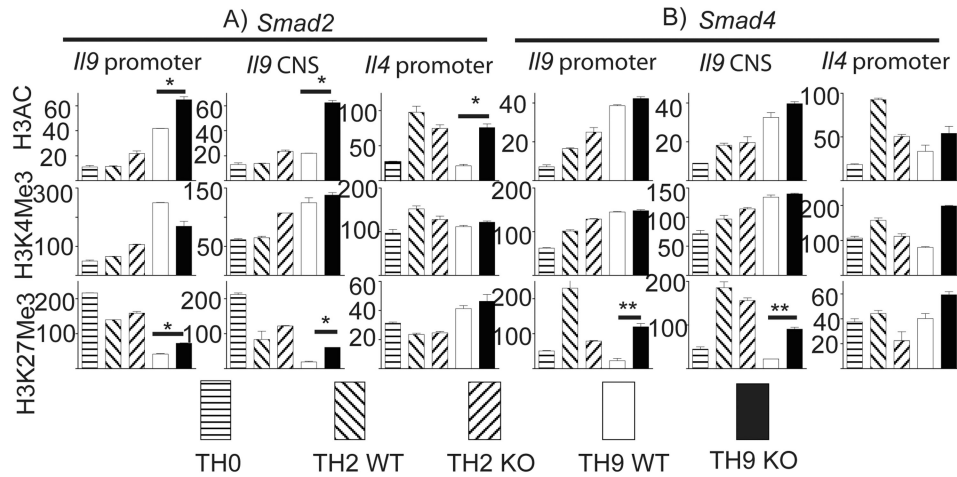 A) Smad2
B) Smad4
Il9 promoter Il9 CNS Il4 promoter Il9 promoter Il9 CNS Il4 promoter
* * * 
H3AC
60 40 20
60 40 20
100 50
40 20
40 20
100 50
H3K4Me3
300 100
150 50
200 100
200 100
150 100 50
200 100
H3K27Me3
200 100
200 100
60 40 20
200 100
200 100
60 40 20
* * ** **
TH0 TH2 WT TH2 KO TH9 WT TH9 KO